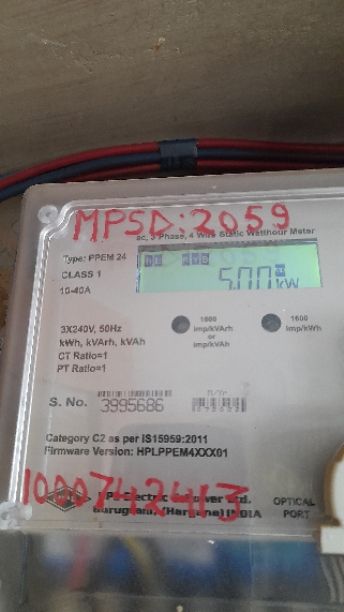 MPSD:2059
ac, 3 Phase, 4 Wire Static Watthour Meter
Type: PPEM 24
CLASS 1
10-40A
MD KVB
5.00 kW
3X240V, 50Hz
kWh, kVArh, kVAh
CT Ratio=1
PT Ratio=1
1600
imp/kVArh
or
imp/kVAh
1600
imp/kWh
S. No. 3995686
Category C2 as per IS15959:2011
Firmware Version: HPLPPEM4XXX01
1000742413
HPL Electric & Power Ltd.
Gurugram, (Haryana) INDIA
OPTICAL
PORT